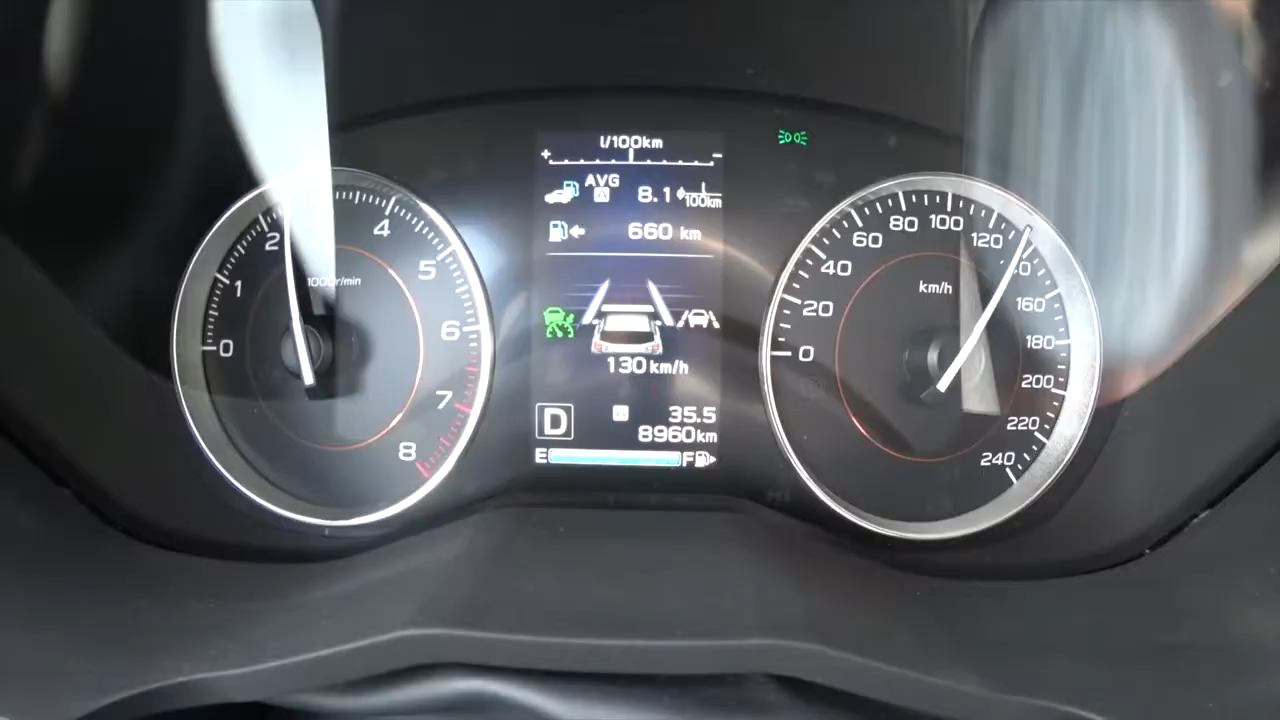 l/100km
+ −
AVG 8.1 100km
660 km
130 km/h
D
35.5
8960km
E F
0
1
2
4
5
6
7
8
1000r/min
0
20
40
60
80
100
120
160
180
200
220
240
km/h